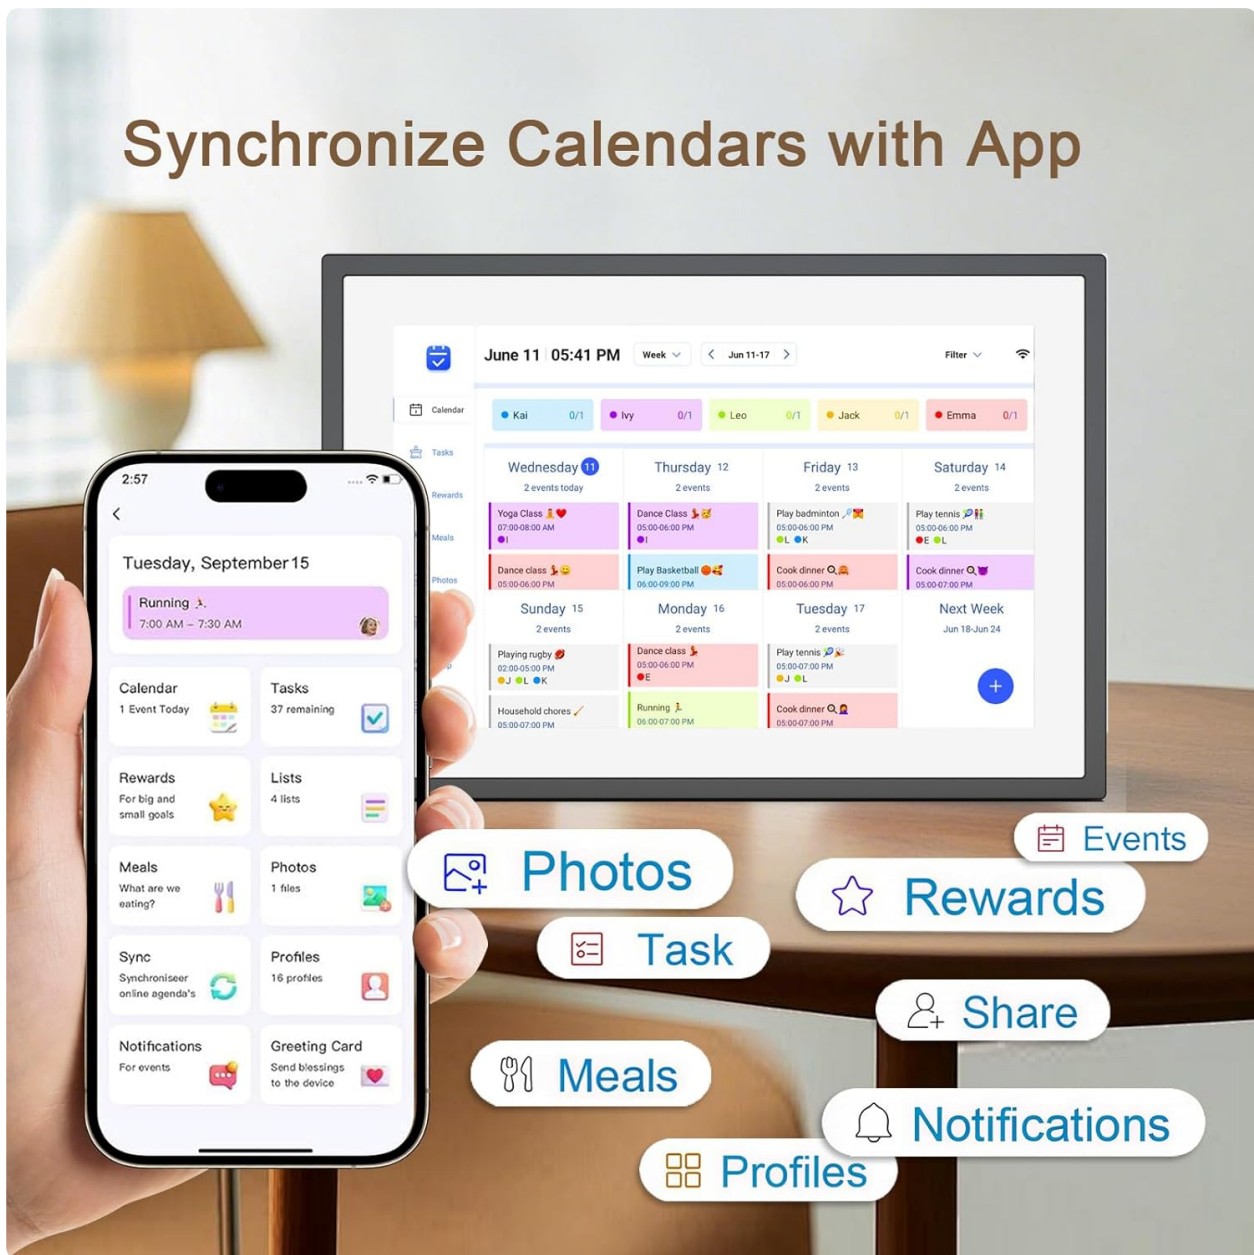 Synchronize Calendars with App
June 11 05:41 PM
Week
Jun 11-17
Filter
Calendar
Tasks
Rewards
Meals
Photos
Kai 0/1
Ivy 0/1
Leo 0/1
Jack 0/1
Emma 0/1
Wednesday 11
2 events today
Yoga Class
07:00-08:00 AM
I
Dance class
05:00-06:00 PM
Thursday 12
2 events
Dance Class
05:00-06:00 PM
I
Play Basketball
06:00-09:00 PM
Friday 13
2 events
Play badminton
05:00-06:00 PM
L K
Cook dinner
05:00-06:00 PM
Saturday 14
2 events
Play tennis
05:00-06:00 PM
E L
Cook dinner
05:00-07:00 PM
Sunday 15
2 events
Playing rugby
02:00-05:00 PM
J L K
Household chores
05:00-07:00 PM
Monday 16
2 events
Dance class
05:00-06:00 PM
E
Running
06:00-07:00 PM
Tuesday 17
2 events
Play tennis
05:00-07:00 PM
J L
Cook dinner
05:00-07:00 PM
Next Week
Jun 18-Jun 24
2:57
Tuesday, September 15
Running
7:00 AM – 7:30 AM
Calendar
1 Event Today
Tasks
37 remaining
Rewards
For big and
small goals
Lists
4 lists
Meals
What are we
eating?
Photos
1 files
Sync
Synchroniseer
online agenda's
Profiles
16 profiles
Notifications
For events
Greeting Card
Send blessings
to the device
Events
Photos
Rewards
Task
Share
Meals
Notifications
Profiles